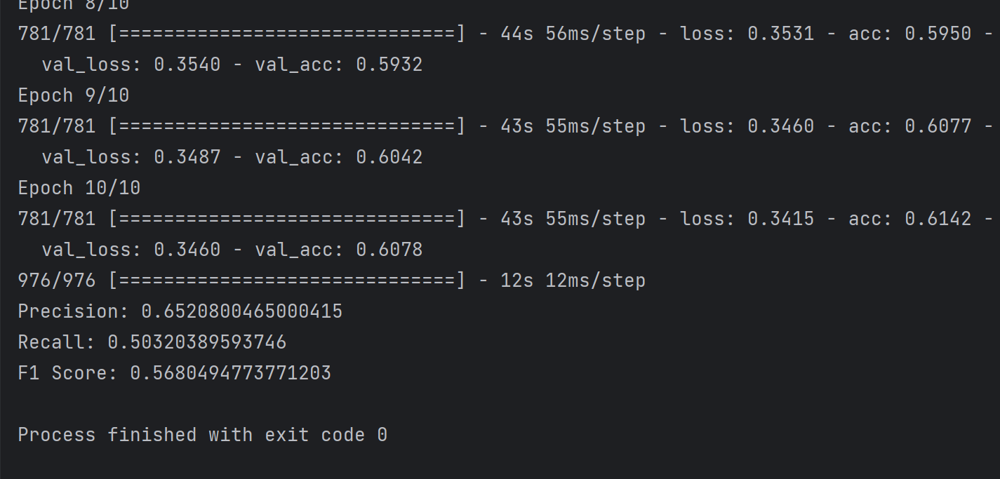 Epoch 8/10
781/781 [==============================] - 44s 56ms/step - loss: 0.3531 - acc: 0.5950 -
val_loss: 0.3540 - val_acc: 0.5932
Epoch 9/10
781/781 [==============================] - 43s 55ms/step - loss: 0.3460 - acc: 0.6077 -
val_loss: 0.3487 - val_acc: 0.6042
Epoch 10/10
781/781 [==============================] - 43s 55ms/step - loss: 0.3415 - acc: 0.6142 -
val_loss: 0.3460 - val_acc: 0.6078
976/976 [==============================] - 12s 12ms/step
Precision: 0.6520800465000415
Recall: 0.50320389593746
F1 Score: 0.5680494773771203
Process finished with exit code 0